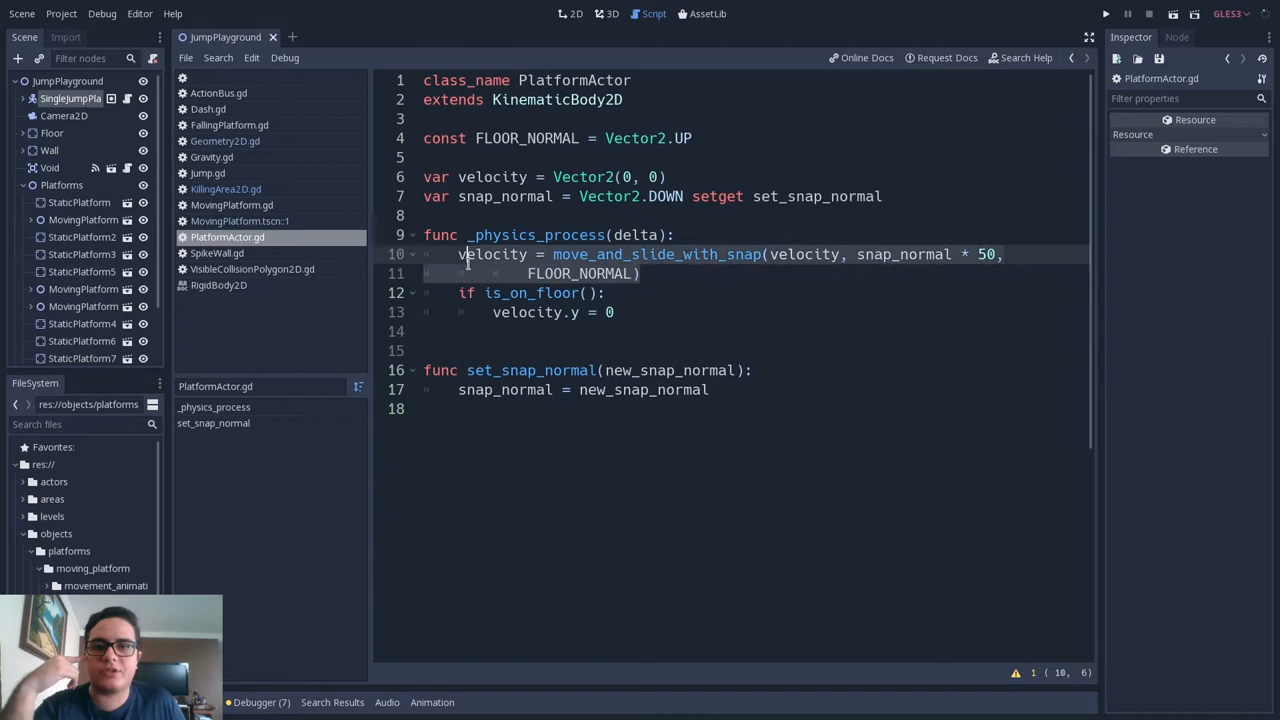 Scene Project Debug Editor Help
2D 3D Script AssetLib
GLES3
Scene Import
Filter nodes
JumpPlayground
SingleJumpPla
Camera2D
Floor
Wall
Void
Platforms
StaticPlatform
MovingPlatform
StaticPlatform2
MovingPlatform
StaticPlatform3
MovingPlatform
MovingPlatform
StaticPlatform4
StaticPlatform6
StaticPlatform7
FileSystem
res://objects/platforms
Search files
Favorites:
res://
actors
areas
levels
objects
platforms
moving_platform
movement_animati
JumpPlayground
File Search Edit Debug
Online Docs Request Docs Search Help
ActionBus.gd
Dash.gd
FallingPlatform.gd
Geometry2D.gd
Gravity.gd
Jump.gd
KillingArea2D.gd
MovingPlatform.gd
MovingPlatform.tscn::1
PlatformActor.gd
SpikeWall.gd
VisibleCollisionPolygon2D.gd
RigidBody2D
PlatformActor.gd
_physics_process
set_snap_normal
1 class_name PlatformActor
2 extends KinematicBody2D
3
4 const FLOOR_NORMAL = Vector2.UP
5
6 var velocity = Vector2(0, 0)
7 var snap_normal = Vector2.DOWN setget set_snap_normal
8
9 func _physics_process(delta):
10 velocity = move_and_slide_with_snap(velocity, snap_normal * 50,
11 FLOOR_NORMAL)
12 if is_on_floor():
13 velocity.y = 0
14
15
16 func set_snap_normal(new_snap_normal):
17 snap_normal = new_snap_normal
18
1 ( 10, 6)
Debugger (7) Search Results Audio Animation
Inspector Node
PlatformActor.gd
Filter properties
Resource
Resource
Reference